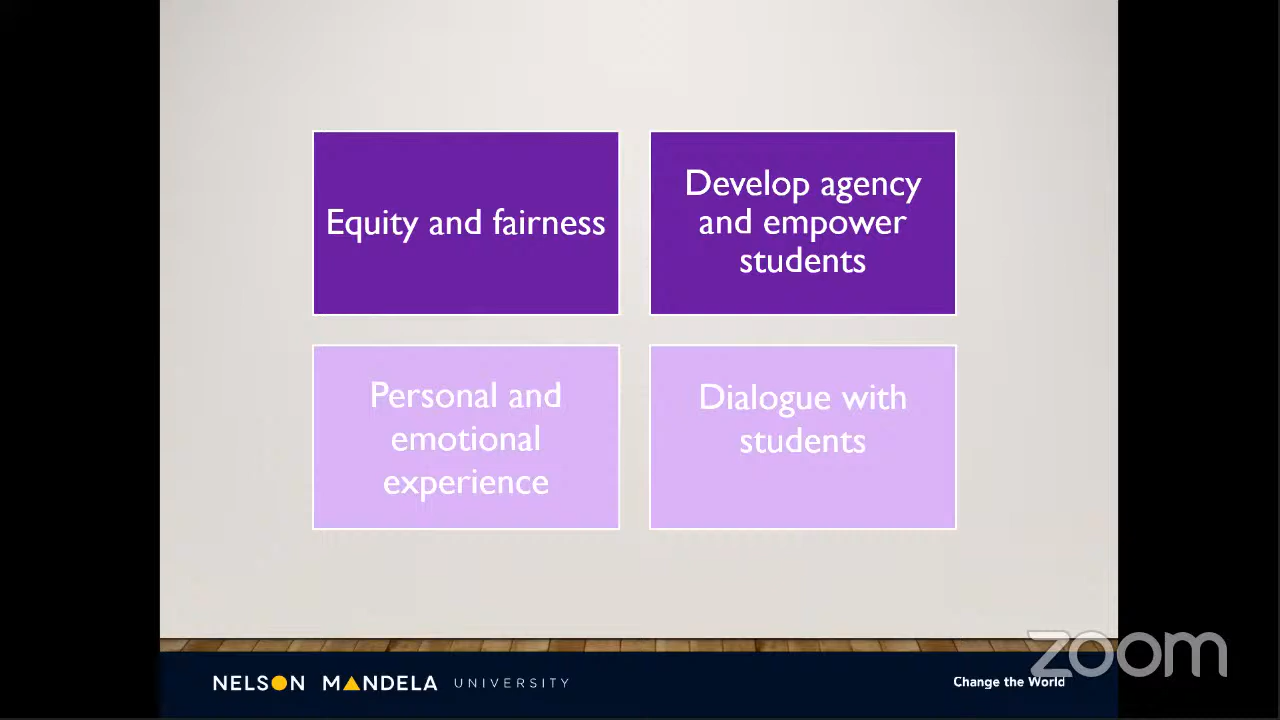 Equity and fairness
Develop agency
and empower
students
Personal and
emotional
experience
Dialogue with
students
NELSON MANDELA UNIVERSITY
Change the World
zoom